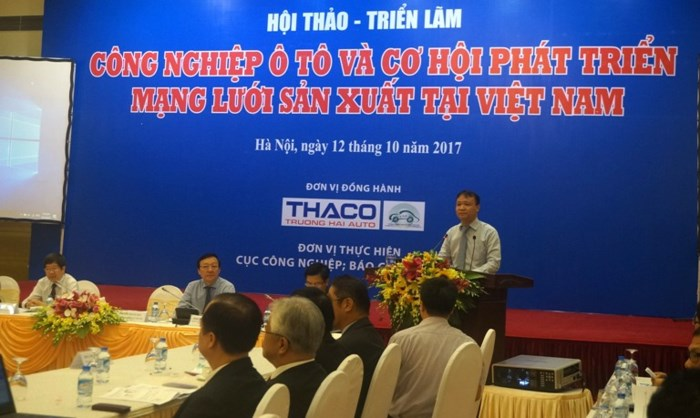 HỘI THẢO - TRIỂN LÃM
CÔNG NGHIỆP Ô TÔ VÀ CƠ HỘI PHÁT TRIỂN
MẠNG LƯỚI SẢN XUẤT TẠI VIỆT NAM
Hà Nội, ngày 12 tháng 10 năm 2017
ĐƠN VỊ ĐỒNG HÀNH
THACO
TRUONG HAI AUTO
ĐƠN VỊ THỰC HIỆN
CỤC CÔNG NGHIỆP; BÁO